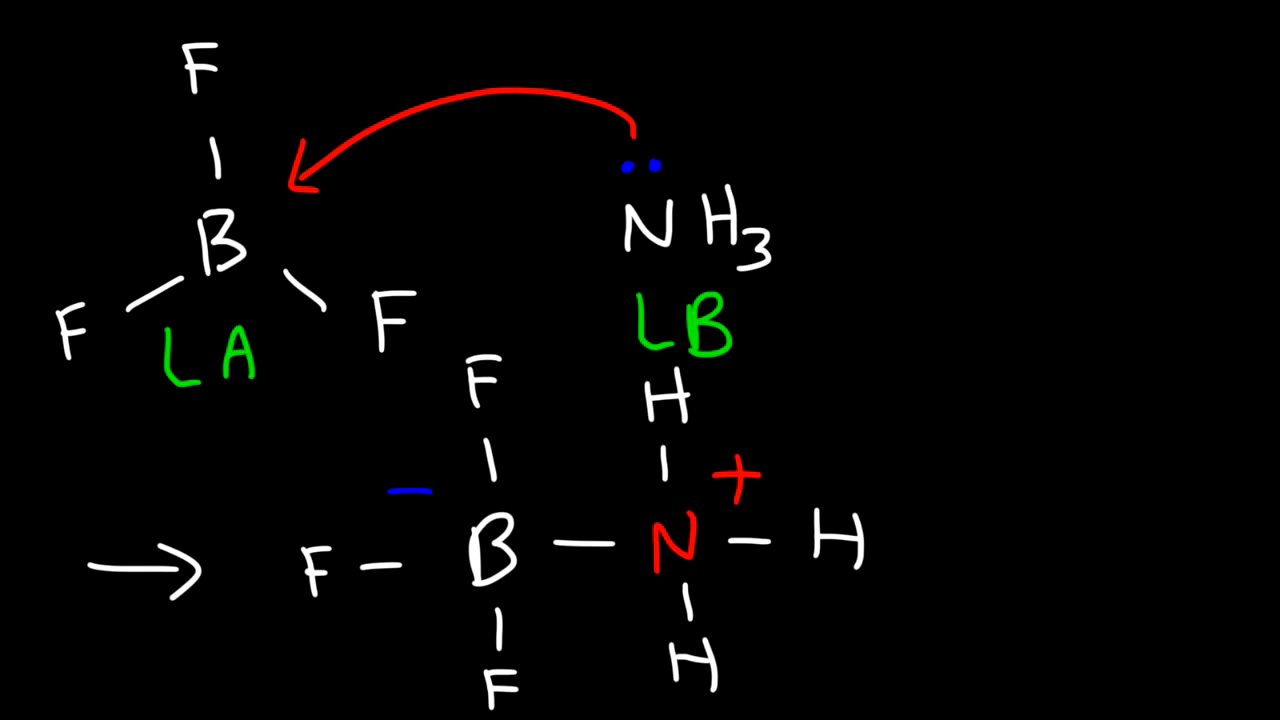 F
B
F F
LA
:
NH₃
LB
F H
− +
→ F − B − N − H
F H